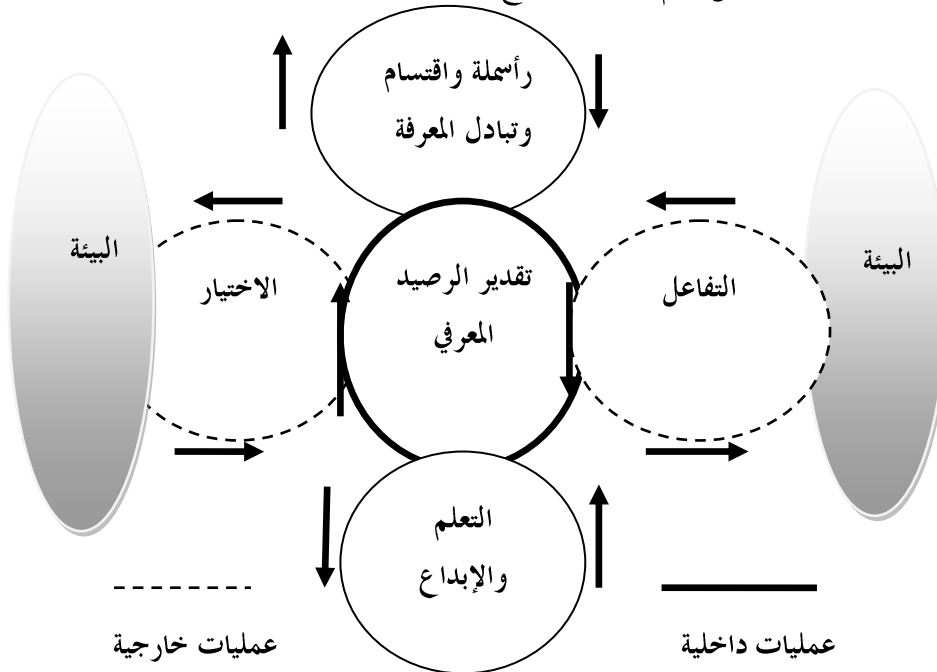 رأسملة واقتسام
وتبادل المعرفة
البيئة
التفاعل
تقدير الرصيد
المعرفي
الاختيار
البيئة
التعلم
والإبداع
عمليات داخلية
عمليات خارجية